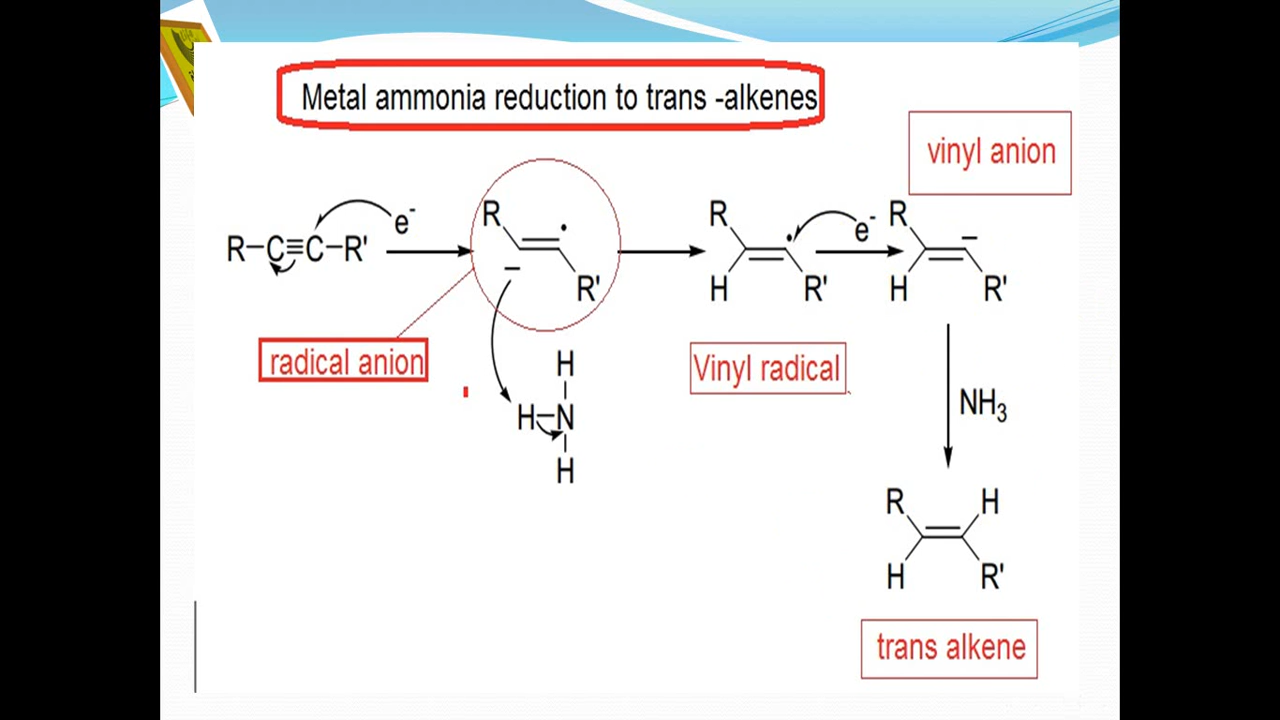 Metal ammonia reduction to trans -alkenes
vinyl anion
R–C≡C–R'
e⁻
R
R'
R
H
R'
e⁻
R
H
R'
radical anion
H
H–N
H
Vinyl radical
NH₃
R
H
H
R'
trans alkene